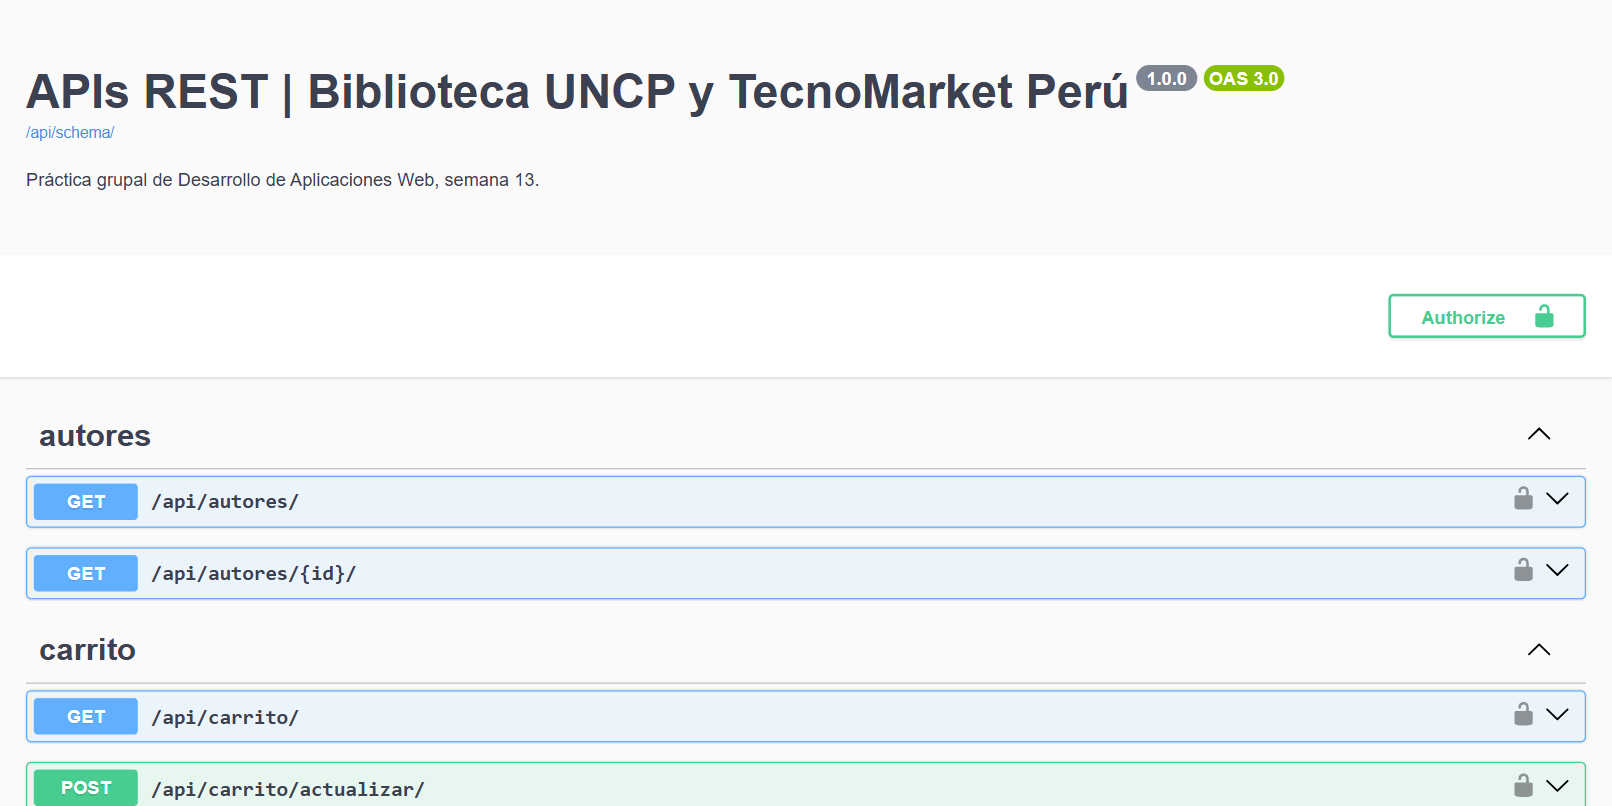 APIs REST | Biblioteca UNCP y TecnoMarket Perú 1.0.0 OAS 3.0
/api/schema/
Práctica grupal de Desarrollo de Aplicaciones Web, semana 13.
Authorize
autores
GET /api/autores/
GET /api/autores/{id}/
carrito
GET /api/carrito/
POST /api/carrito/actualizar/